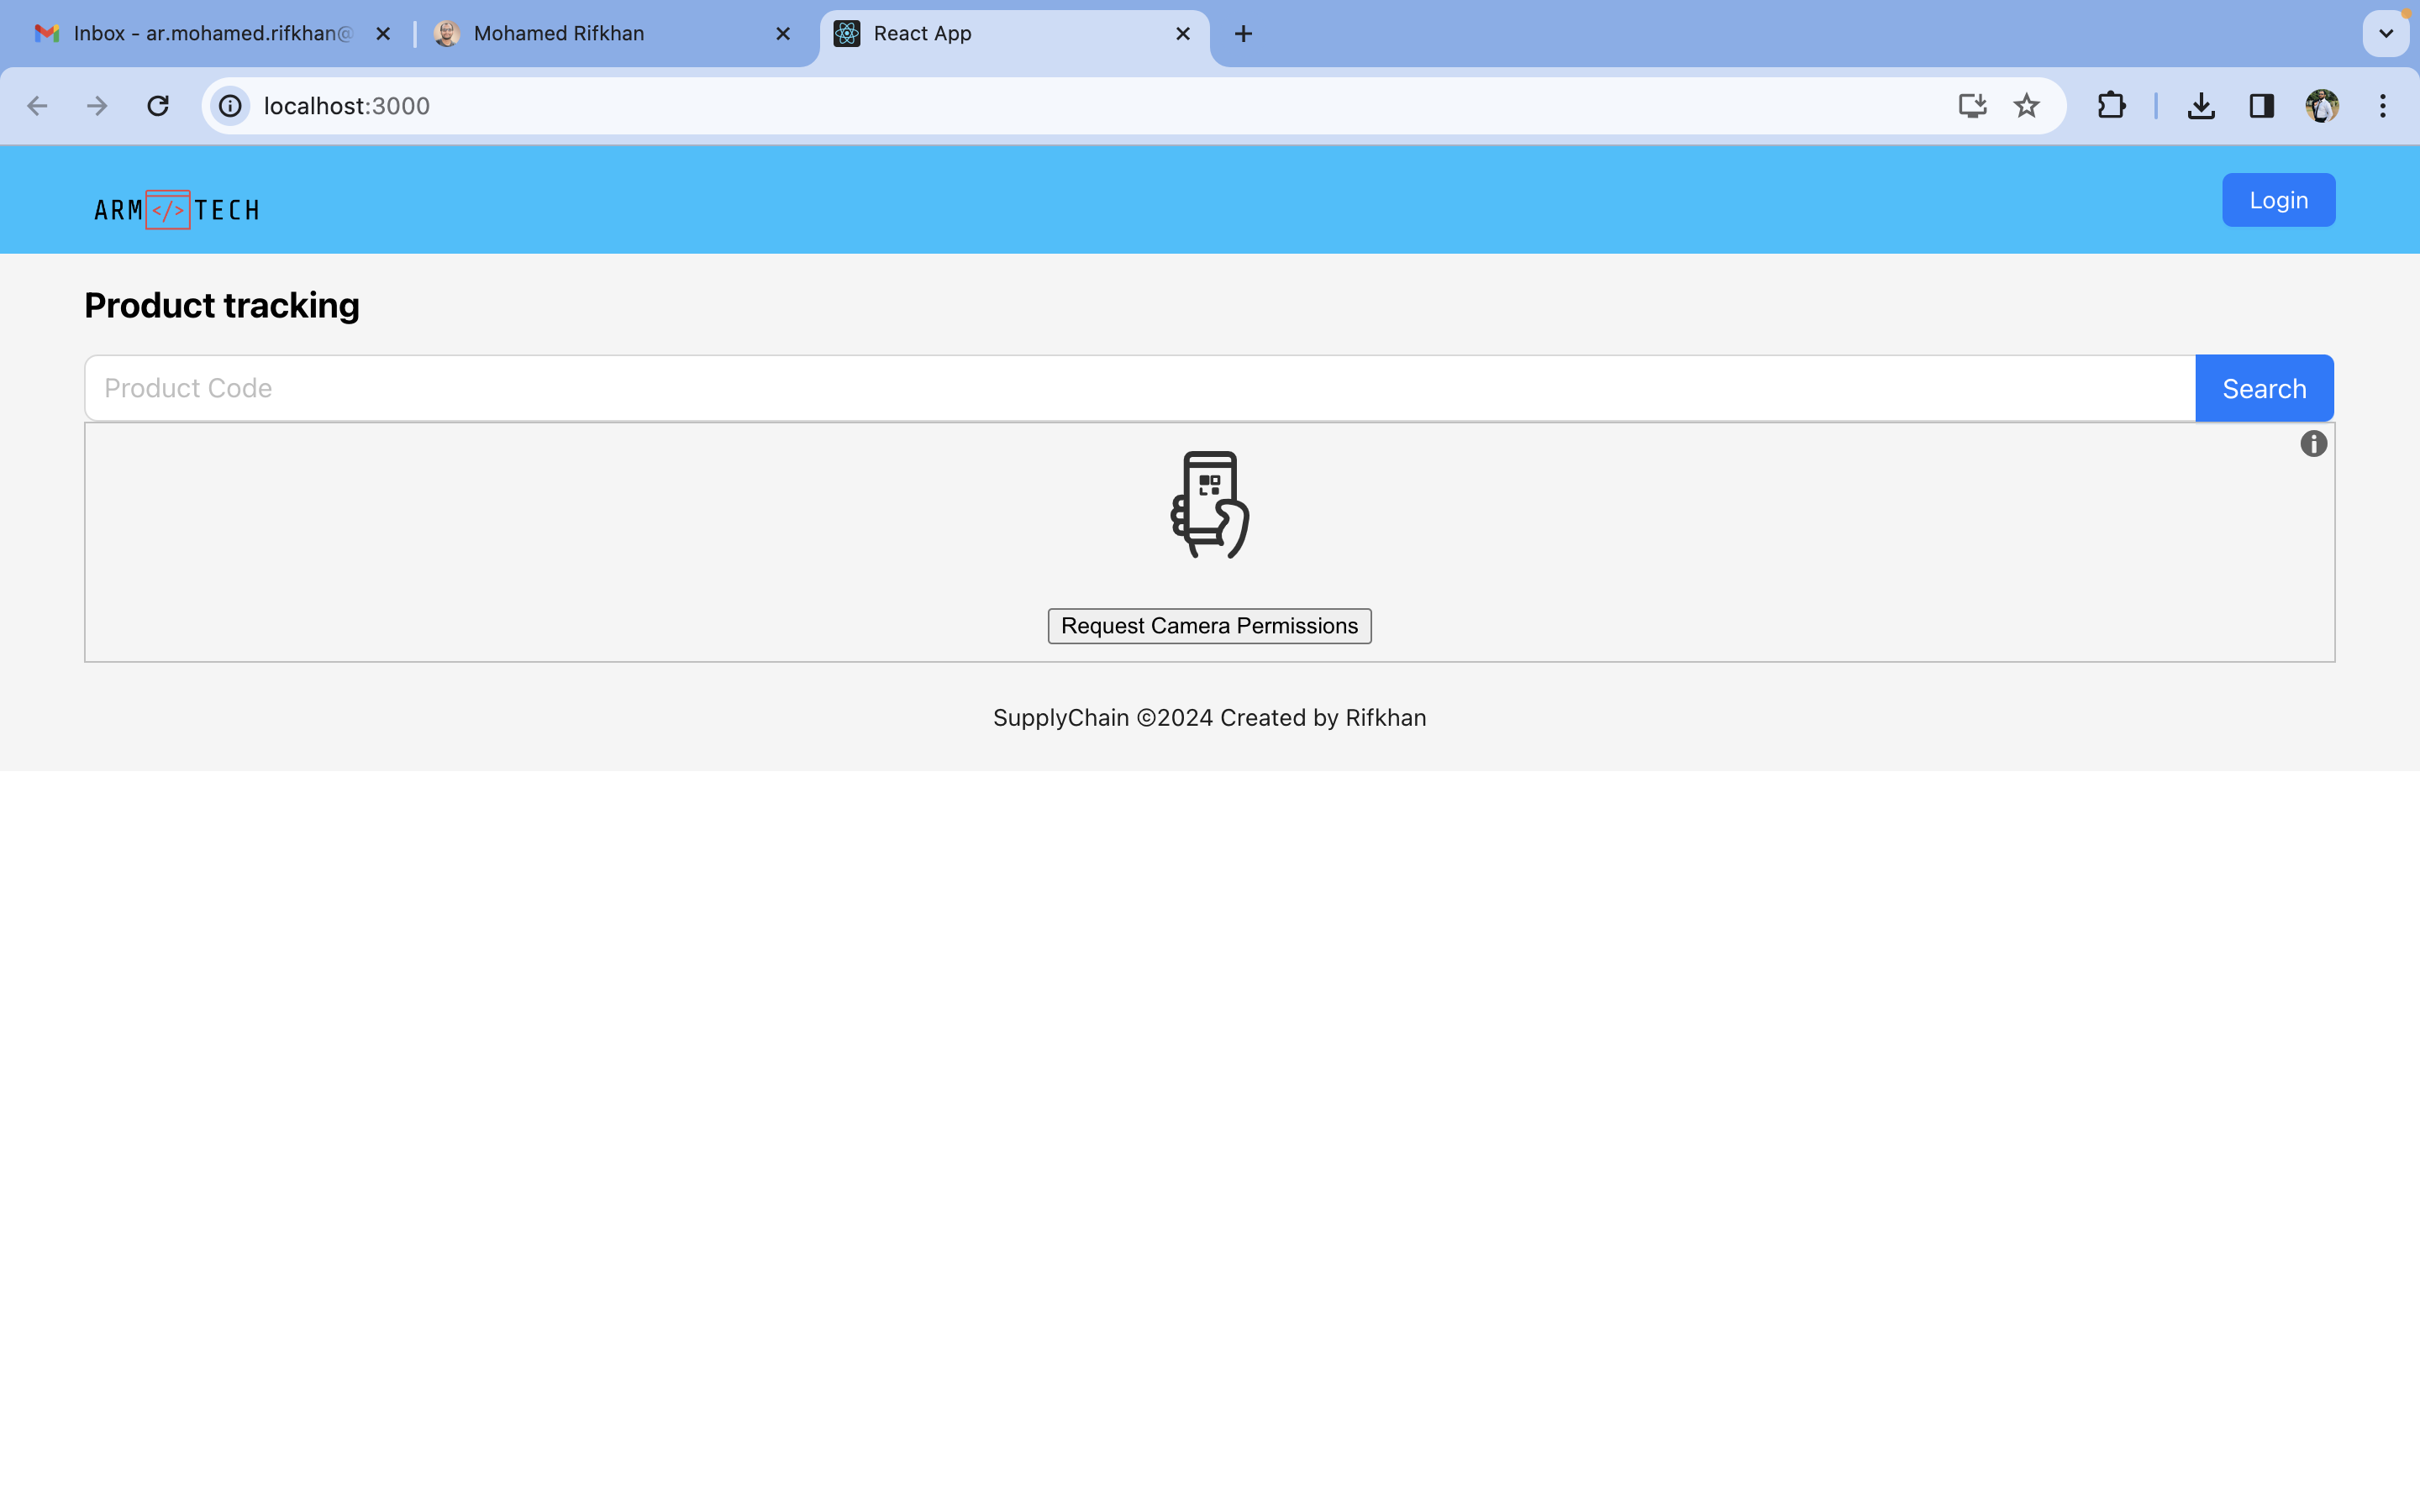 Inbox - ar.mohamed.rifkhan@
Mohamed Rifkhan
React App
localhost:3000
ARM </> TECH
Login
Product tracking
Product Code
Search
Request Camera Permissions
SupplyChain ©2024 Created by Rifkhan